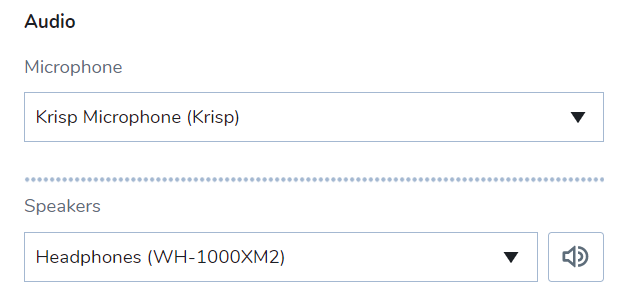 Audio
Microphone
Krisp Microphone (Krisp)
Speakers
Headphones (WH-1000XM2)